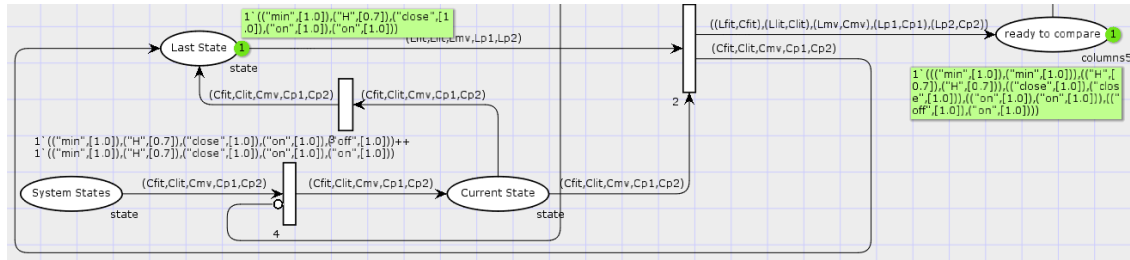 1`(("min",[1.0]),("H",[0.7]),("close",[1
.0]),("on",[1.0]),("on",[1.0]))
Last State
1
(Lfit,Llit,Lmv,Lp1,Lp2)
state
((Lfit,Cfit),(Llit,Clit),(Lmv,Cmv),(Lp1,Cp1),(Lp2,Cp2))
(Cfit,Clit,Cmv,Cp1,Cp2)
ready to compare
1
columns5
1`((("min",[1.0]),("min",[1.0])),(("H",[
0.7]),("H",[0.7])),(("close",[1.0]),("clos
e",[1.0])),(("on",[1.0]),("on",[1.0])),(("
off",[1.0]),("on",[1.0])))
(Cfit,Clit,Cmv,Cp1,Cp2)
(Cfit,Clit,Cmv,Cp1,Cp2)
2
1`(("min",[1.0]),("H",[0.7]),("close",[1.0]),("on",[1.0]),("off",[1.0]))++
1`(("min",[1.0]),("H",[0.7]),("close",[1.0]),("on",[1.0]),("on",[1.0]))
System States
(Cfit,Clit,Cmv,Cp1,Cp2)
(Cfit,Clit,Cmv,Cp1,Cp2)
Current State
(Cfit,Clit,Cmv,Cp1,Cp2)
state
state
4